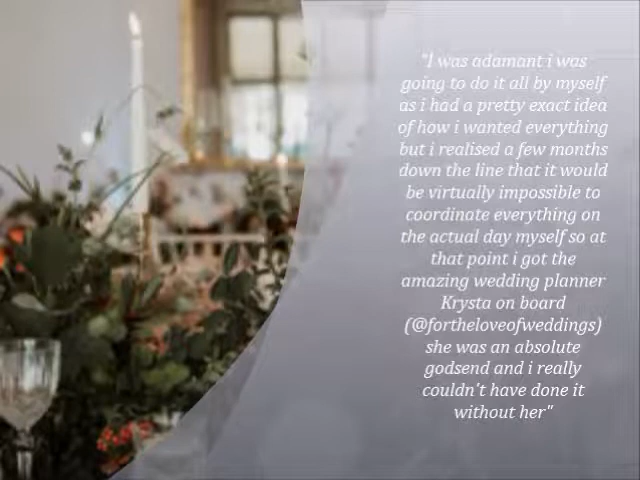 "I was adamant i was
going to do it all by myself
as i had a pretty exact idea
of how i wanted everything
but i realised a few months
down the line that it would
be virtually impossible to
coordinate everything on
the actual day myself so at
that point i got the
amazing wedding planner
Krysta on board
(@fortheloveofweddings)
she was an absolute
godsend and i really
couldn't have done it
without her"